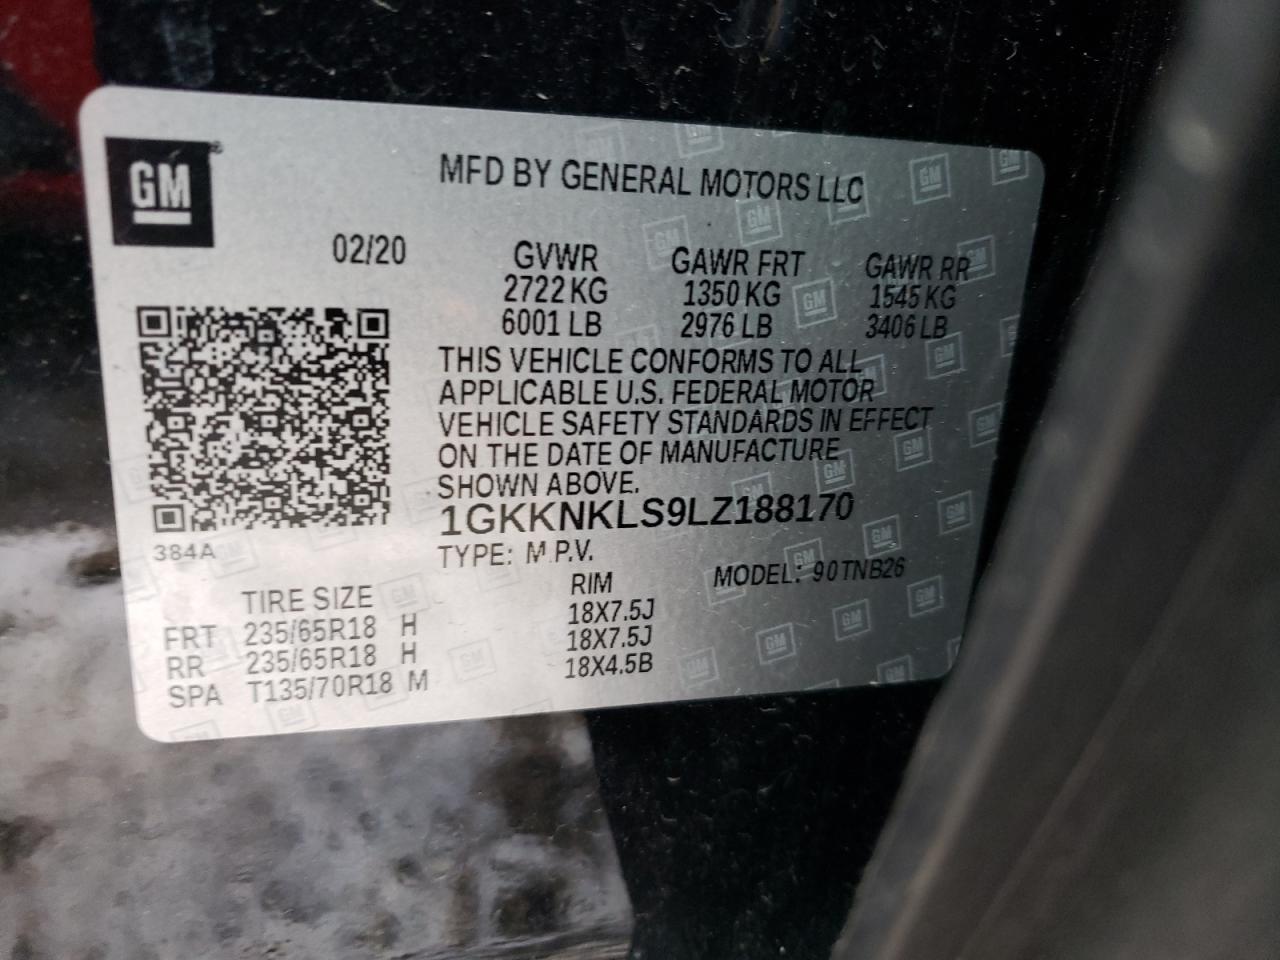 GM
MFD BY GENERAL MOTORS LLC
02/20
GVWR GAWR FRT GAWR RR
2722 KG 1350 KG 1545 KG
6001 LB 2976 LB 3406 LB
THIS VEHICLE CONFORMS TO ALL
APPLICABLE U.S. FEDERAL MOTOR
VEHICLE SAFETY STANDARDS IN EFFECT
ON THE DATE OF MANUFACTURE
SHOWN ABOVE.
1GKKNKLS9LZ188170
384A
TYPE: M.P.V. MODEL: 90TNB26
TIRE SIZE RIM
FRT 235/65R18 H 18X7.5J
RR 235/65R18 H 18X7.5J
SPA T135/70R18 M 18X4.5B